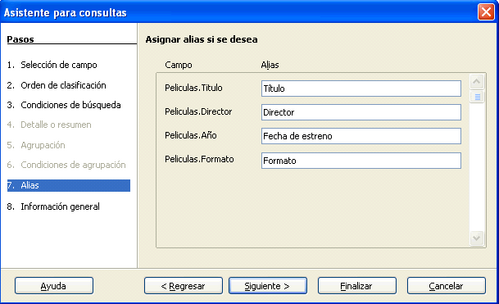 Asistente para consultas
Pasos
1. Selección de campo
2. Orden de clasificación
3. Condiciones de búsqueda
4. Detalle o resumen
5. Agrupación
6. Condiciones de agrupación
7. Alias
8. Información general
Asignar alias si se desea
Campo Alias
Peliculas.Titulo Título
Peliculas.Director Director
Peliculas.Año Fecha de estreno
Peliculas.Formato Formato
Ayuda < Regresar Siguiente > Finalizar Cancelar